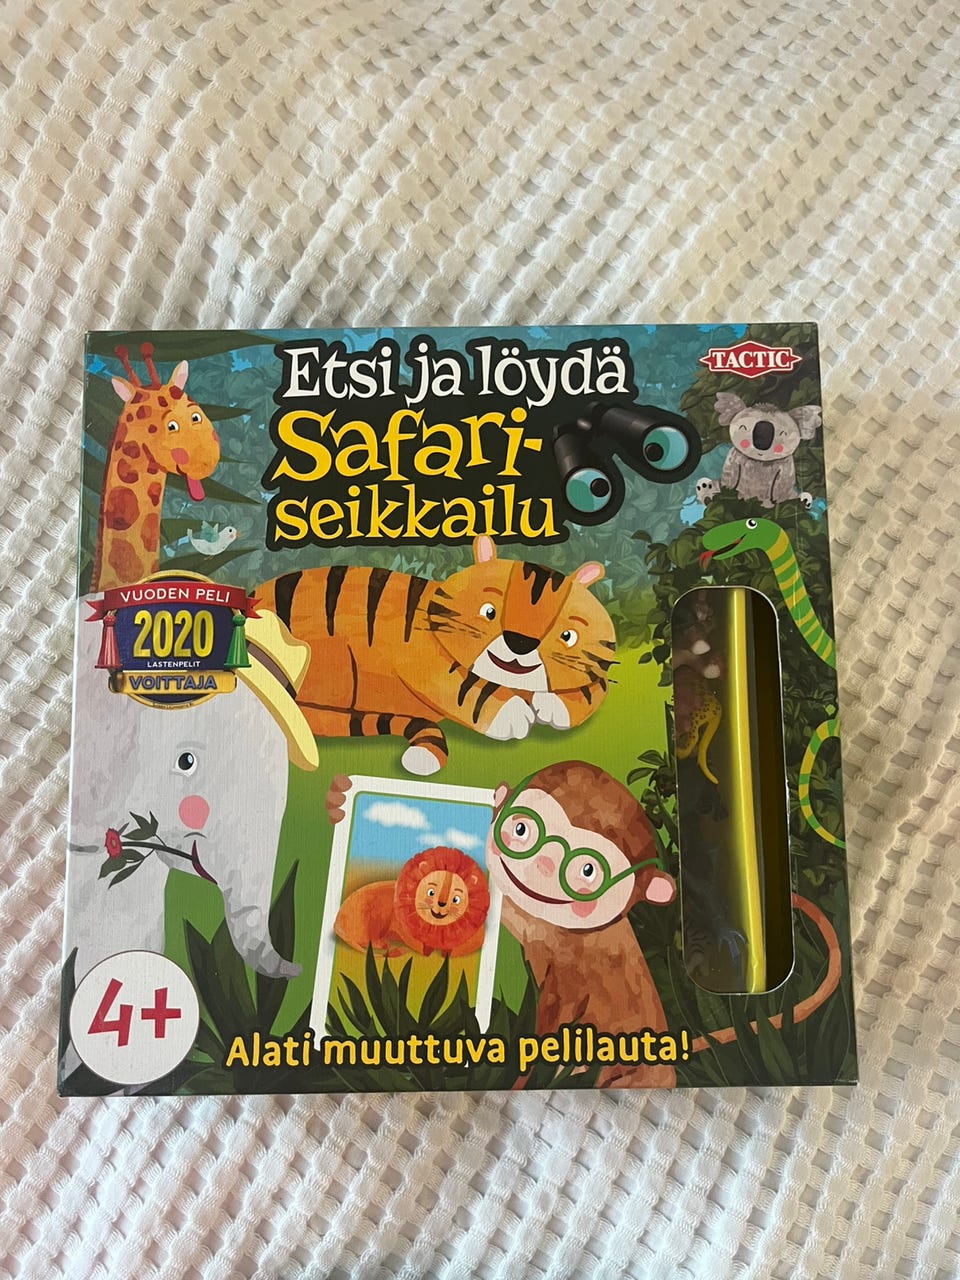 Etsi ja löydä
Safari-
seikkailu
TACTIC
VUODEN PELI
2020
LASTENPELIT
VOITTAJA
4+
Alati muuttuva pelilauta!